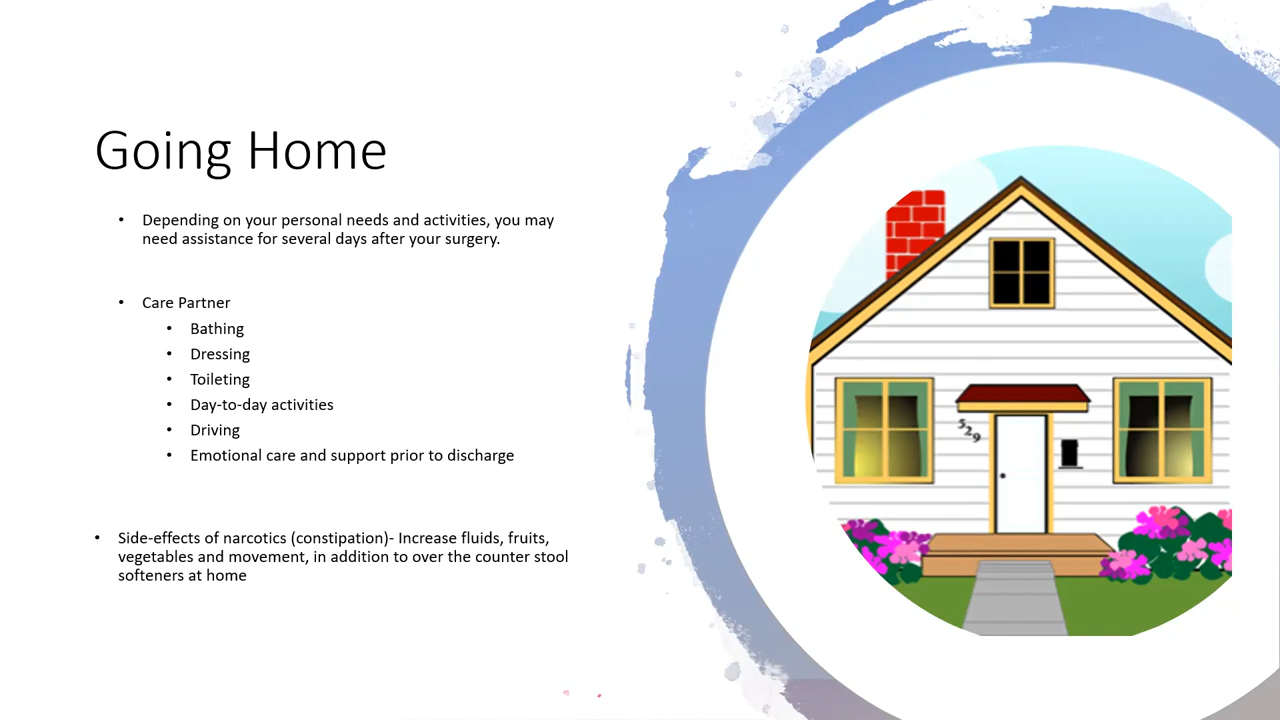 Going Home
• Depending on your personal needs and activities, you may
need assistance for several days after your surgery.
• Care Partner
• Bathing
• Dressing
• Toileting
• Day-to-day activities
• Driving
• Emotional care and support prior to discharge
• Side-effects of narcotics (constipation)- Increase fluids, fruits,
vegetables and movement, in addition to over the counter stool
softeners at home
529